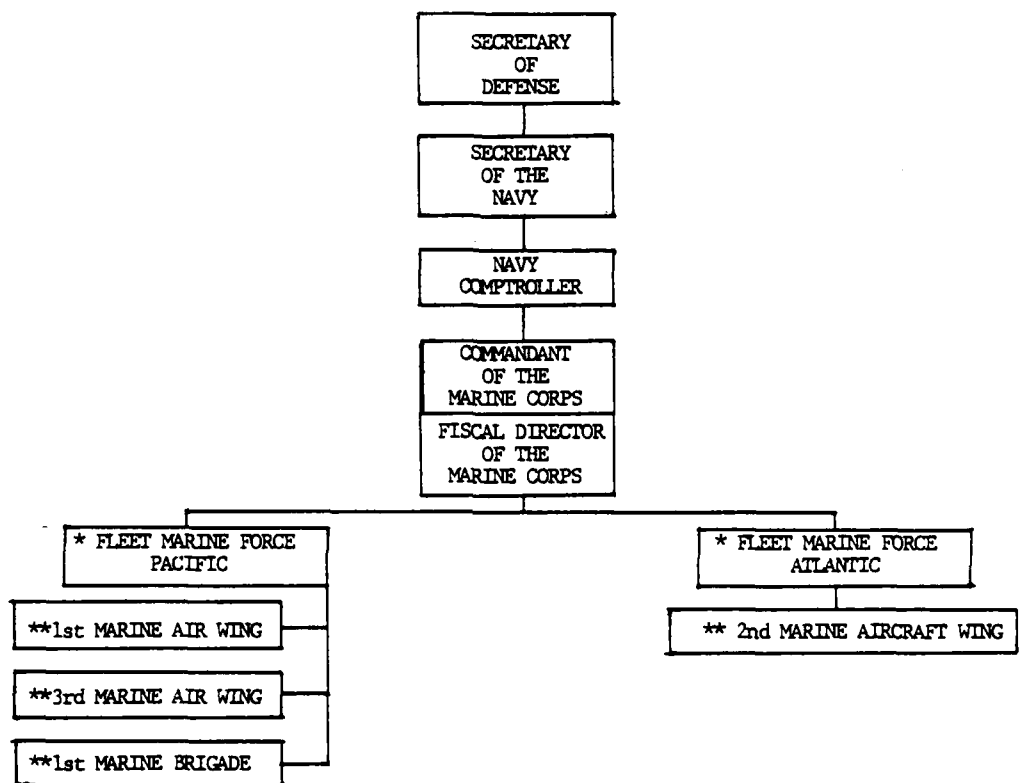 SECRETARY
OF
DEFENSE
SECRETARY
OF THE
NAVY
NAVY
COMPTROLLER
COMMANDANT
OF THE
MARINE CORPS
FISCAL DIRECTOR
OF THE
MARINE CORPS
* FLEET MARINE FORCE
PACIFIC
* FLEET MARINE FORCE
ATLANTIC
**1st MARINE AIR WING
** 2nd MARINE AIRCRAFT WING
**3rd MARINE AIR WING
**1st MARINE BRIGADE